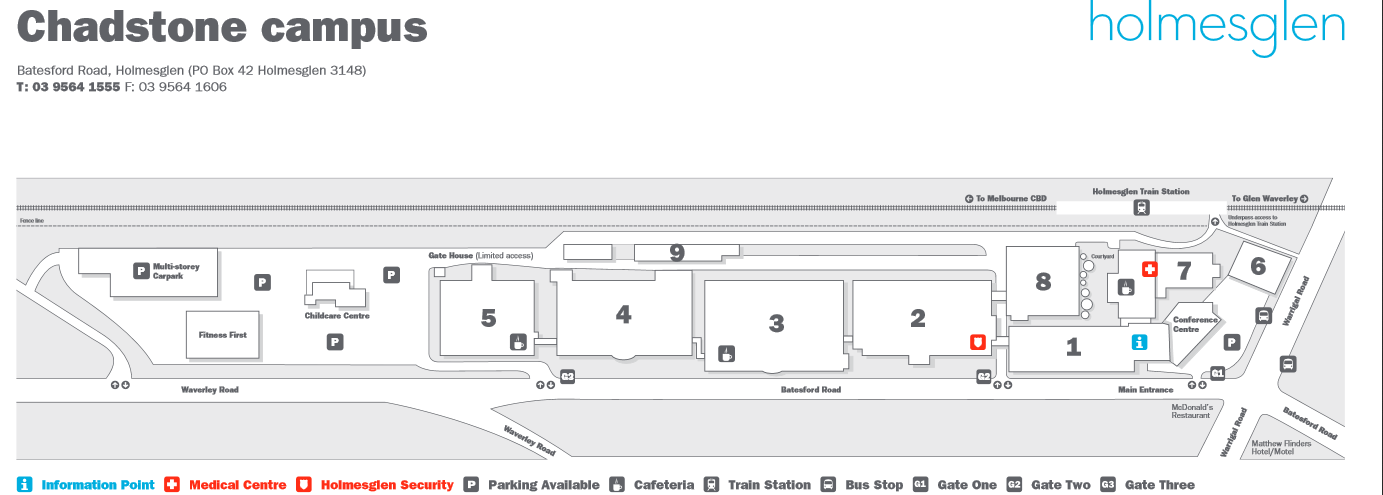 Chadstone campus
holmesglen
Batesford Road, Holmesglen (PO Box 42 Holmesglen 3148)
T: 03 9564 1555 F: 03 9564 1606
Holmesglen Train Station
To Melbourne CBD
To Glen Waverley
Fence line
Underpass access to
Holmesglen Train Station
Gate House (Limited access)
9
Courtyard
P
Multi-storey
Carpark
P
P
8
7
6
Childcare Centre
5
4
3
2
1
Conference
Centre
Warrigal Road
Fitness First
P
P
G3
G2
G1
Waverley Road
Batesford Road
Main Entrance
McDonald's
Restaurant
Waverley Road
Warrigal Road
Batesford Road
Matthew Flinders
Hotel/Motel
i Information Point Medical Centre Holmesglen Security P Parking Available Cafeteria Train Station Bus Stop G1 Gate One G2 Gate Two G3 Gate Three